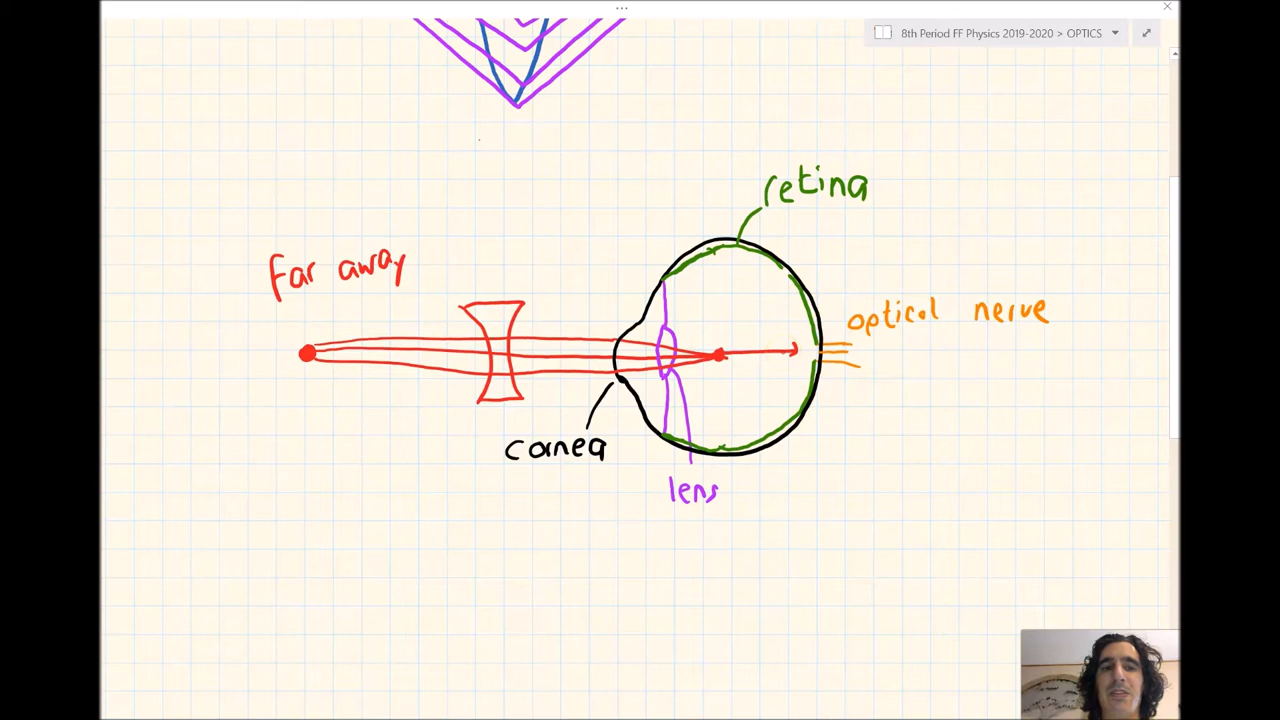 8th Period FF Physics 2019-2020 > OPTICS
retina
Far away
optical nerve
cornea
lens